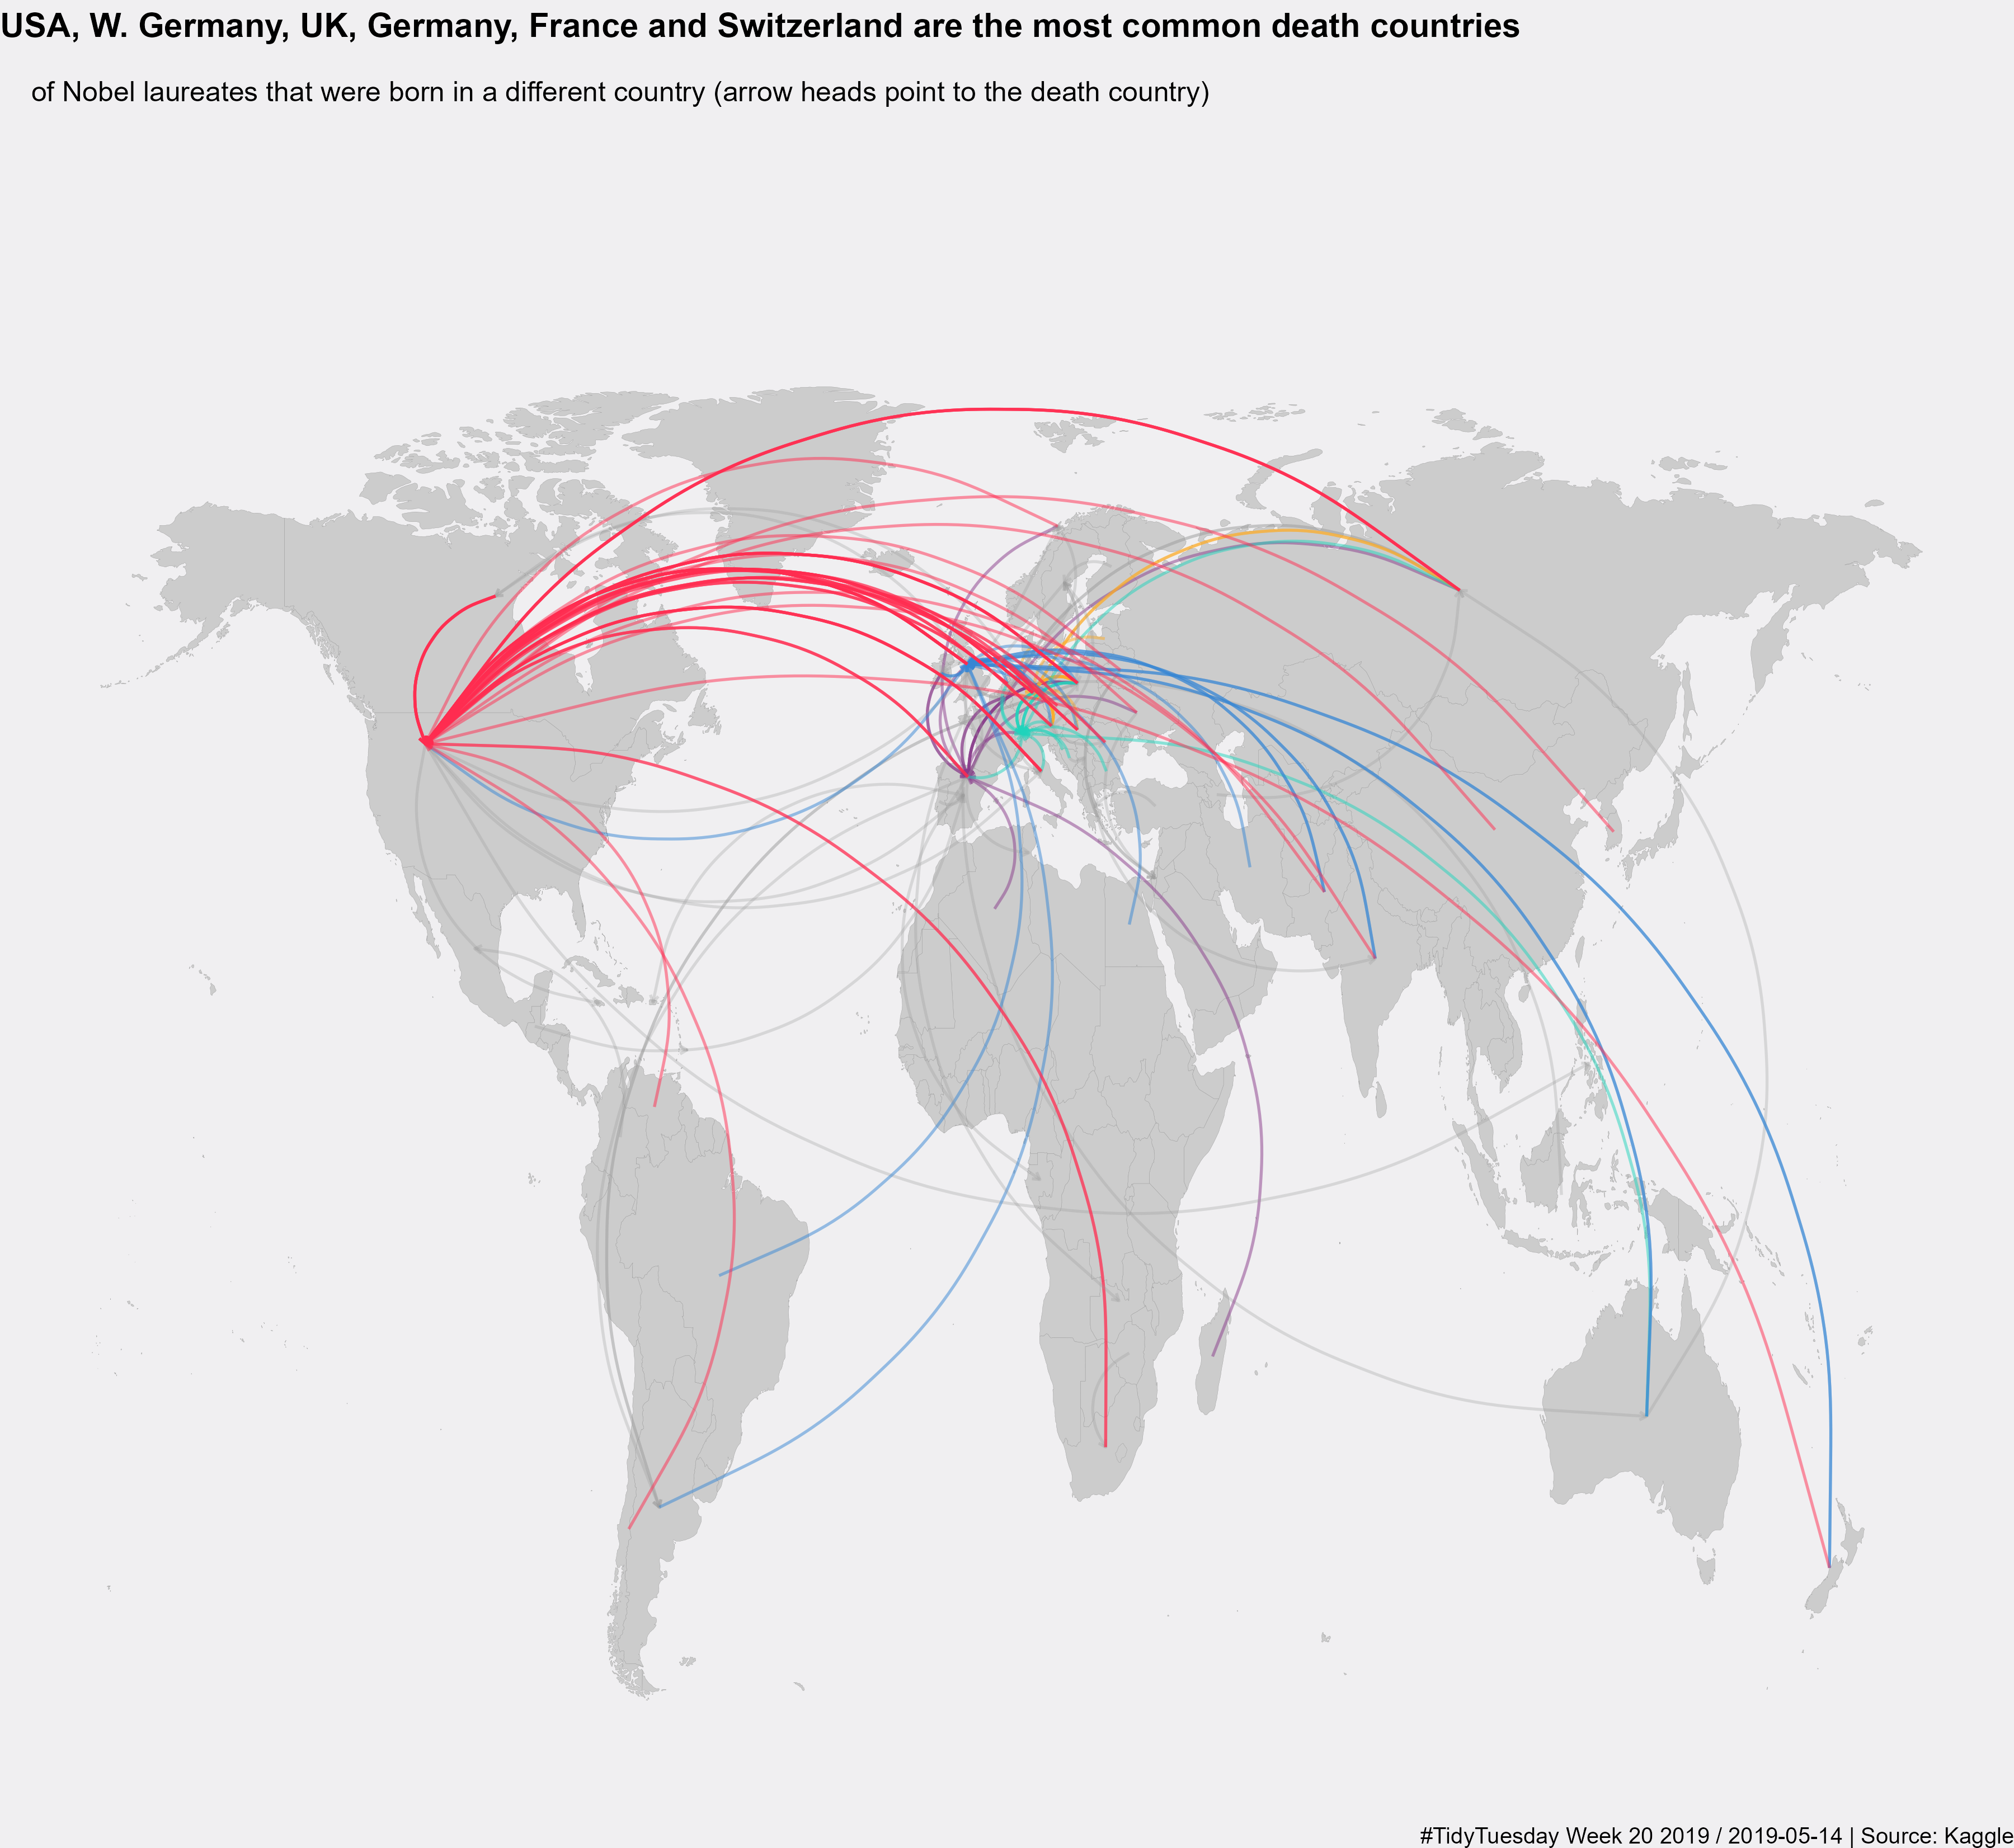 USA, W. Germany, UK, Germany, France and Switzerland are the most common death countries
of Nobel laureates that were born in a different country (arrow heads point to the death country)
#TidyTuesday Week 20 2019 / 2019-05-14 | Source: Kaggle